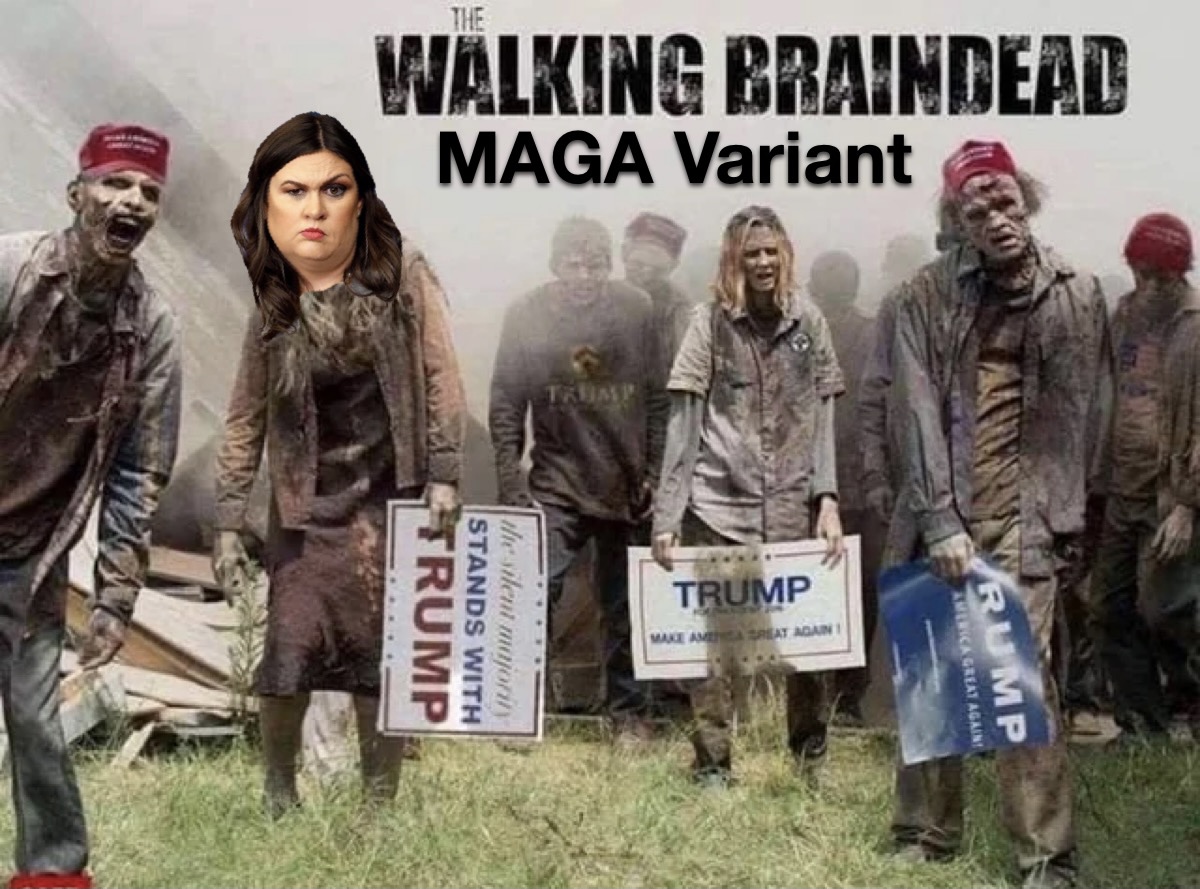 THE
WALKING BRAINDEAD
MAGA Variant
TRUMP
the silent majority
STANDS WITH
TRUMP
TRUMP
MAKE AMERICA GREAT AGAIN !
TRUMP
AMERICA GREAT AGAIN!